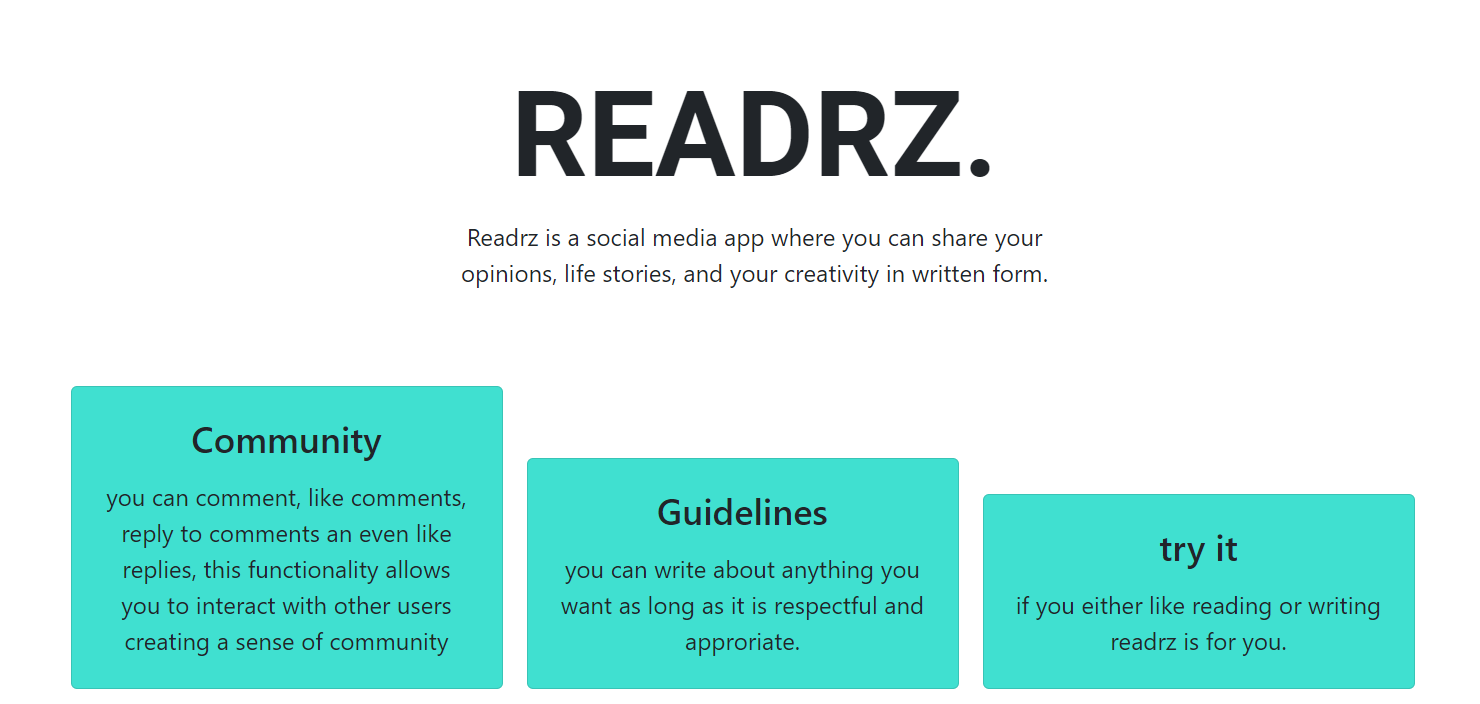 READRZ.
Readrz is a social media app where you can share your
opinions, life stories, and your creativity in written form.
Community
you can comment, like comments,
reply to comments an even like
replies, this functionality allows
you to interact with other users
creating a sense of community
Guidelines
you can write about anything you
want as long as it is respectful and
approriate.
try it
if you either like reading or writing
readrz is for you.